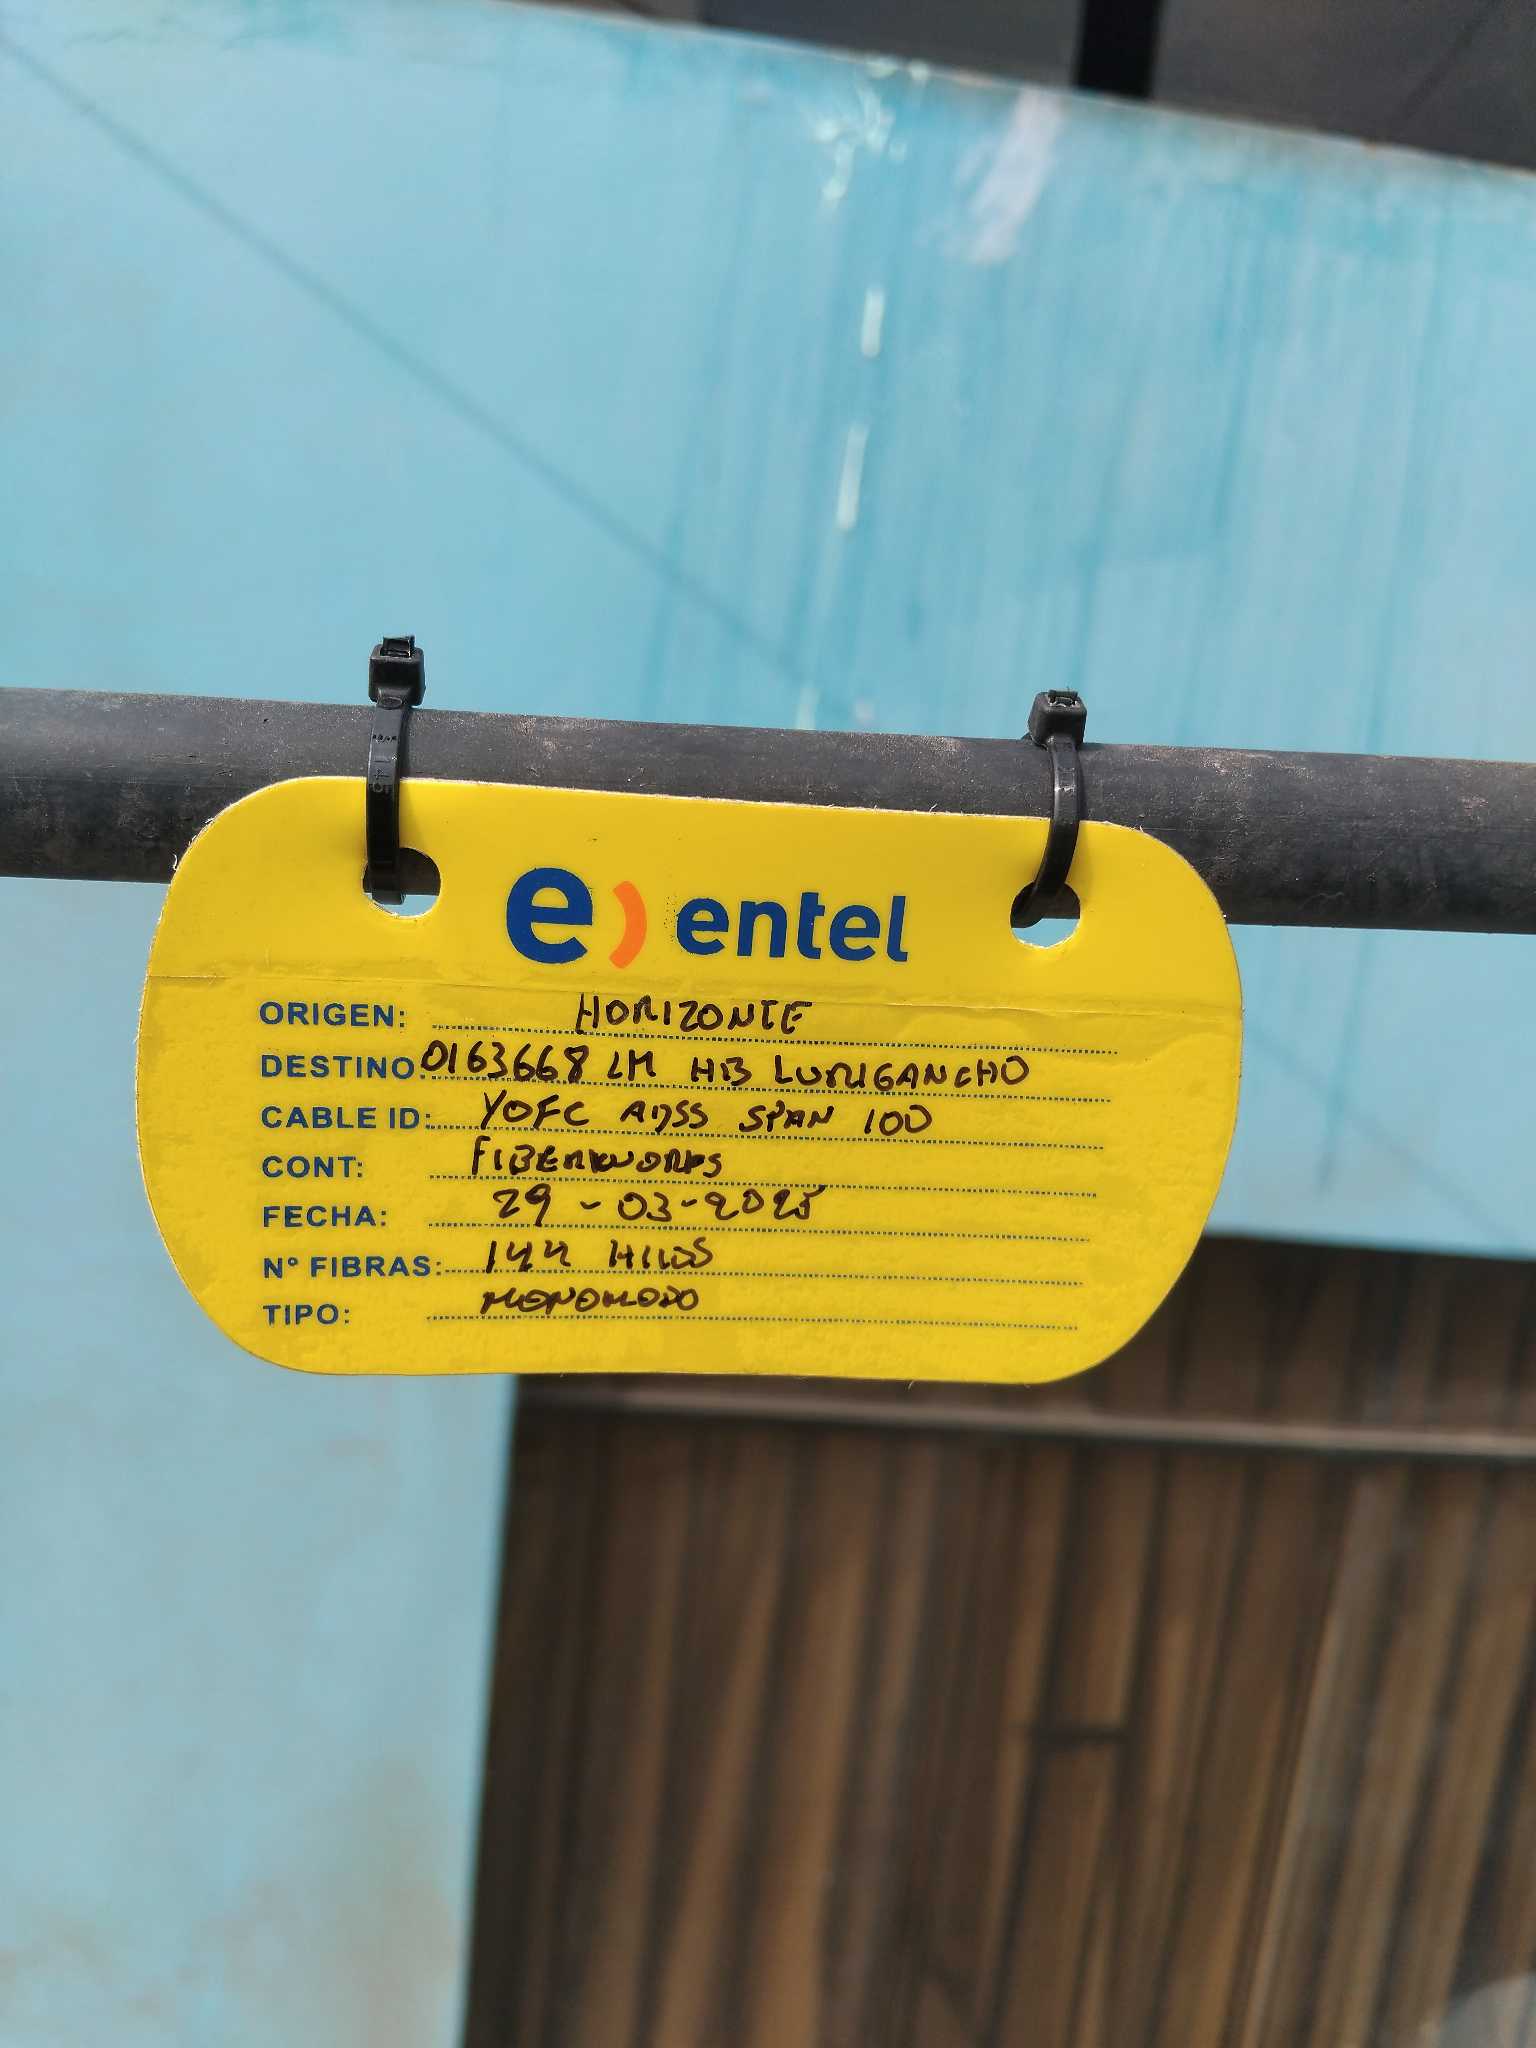 e) entel
ORIGEN: HORIZONTE
DESTINO: 0163668 LM HB LURIGANCHO
CABLE ID: YOFC ADSS SPAN 100
CONT: FIBERWORKS
FECHA: 29-03-2025
N° FIBRAS: 144 HILOS
TIPO: MONOMODO